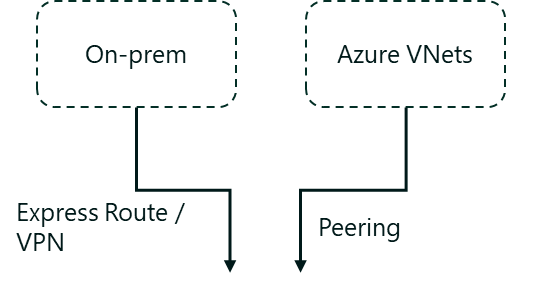 On-prem
Azure VNets
Express Route /
VPN
Peering